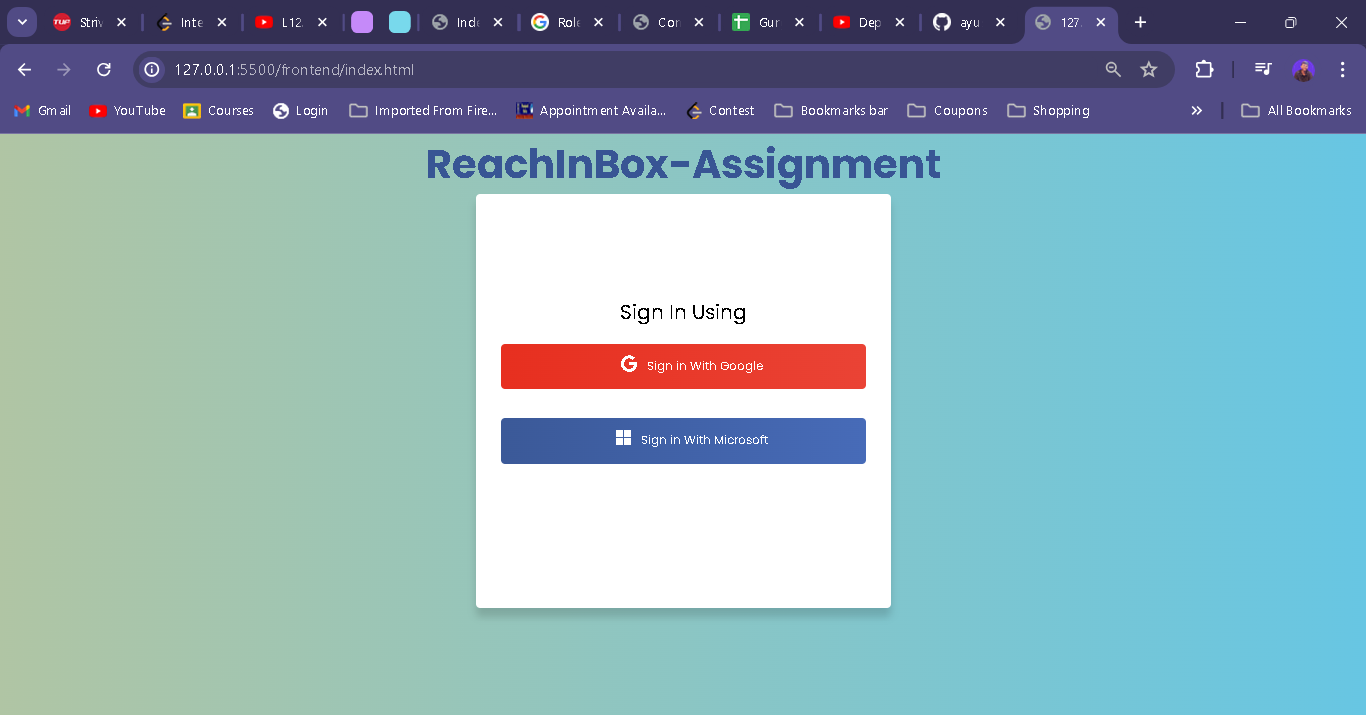 TUF Striv Inte L12. Inde Role Con Gur Dep ayu 127.
127.0.0.1:5500/frontend/index.html
Gmail YouTube Courses Login Imported From Fire... Appointment Availa... Contest Bookmarks bar Coupons Shopping » All Bookmarks
ReachInBox-Assignment
Sign In Using
G Sign in With Google
Sign in With Microsoft